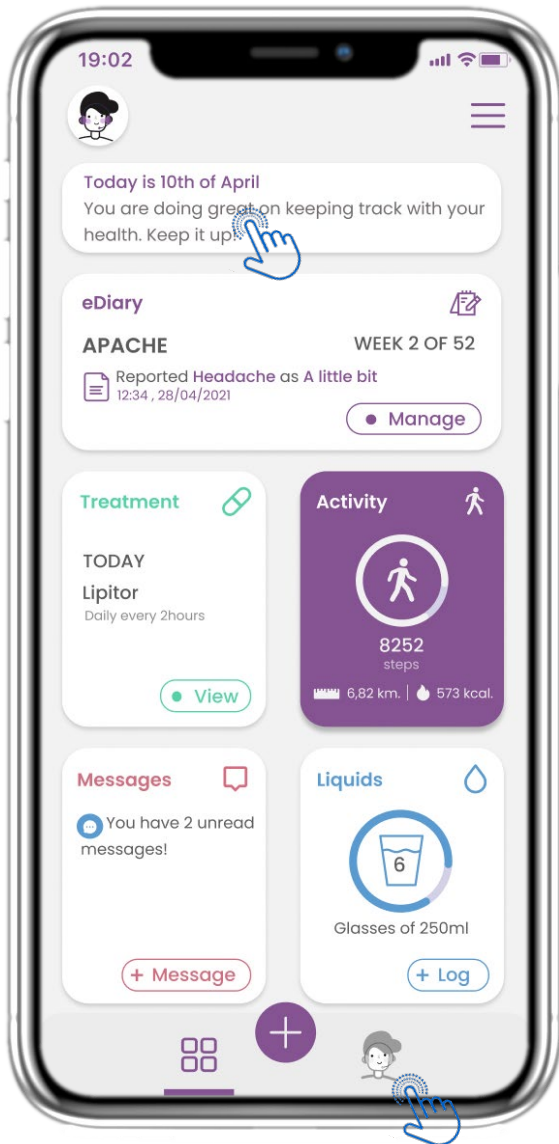 19:02
Today is 10th of April
You are doing great on keeping track with your
health. Keep it up!
eDiary
APACHE
WEEK 2 OF 52
Reported Headache as A little bit
12:34 , 28/04/2021
Manage
Treatment
TODAY
Lipitor
Daily every 2hours
View
Activity
8252
steps
6,82 km. | 573 kcal.
Messages
You have 2 unread
messages!
+ Message
Liquids
6
Glasses of 250ml
+ Log